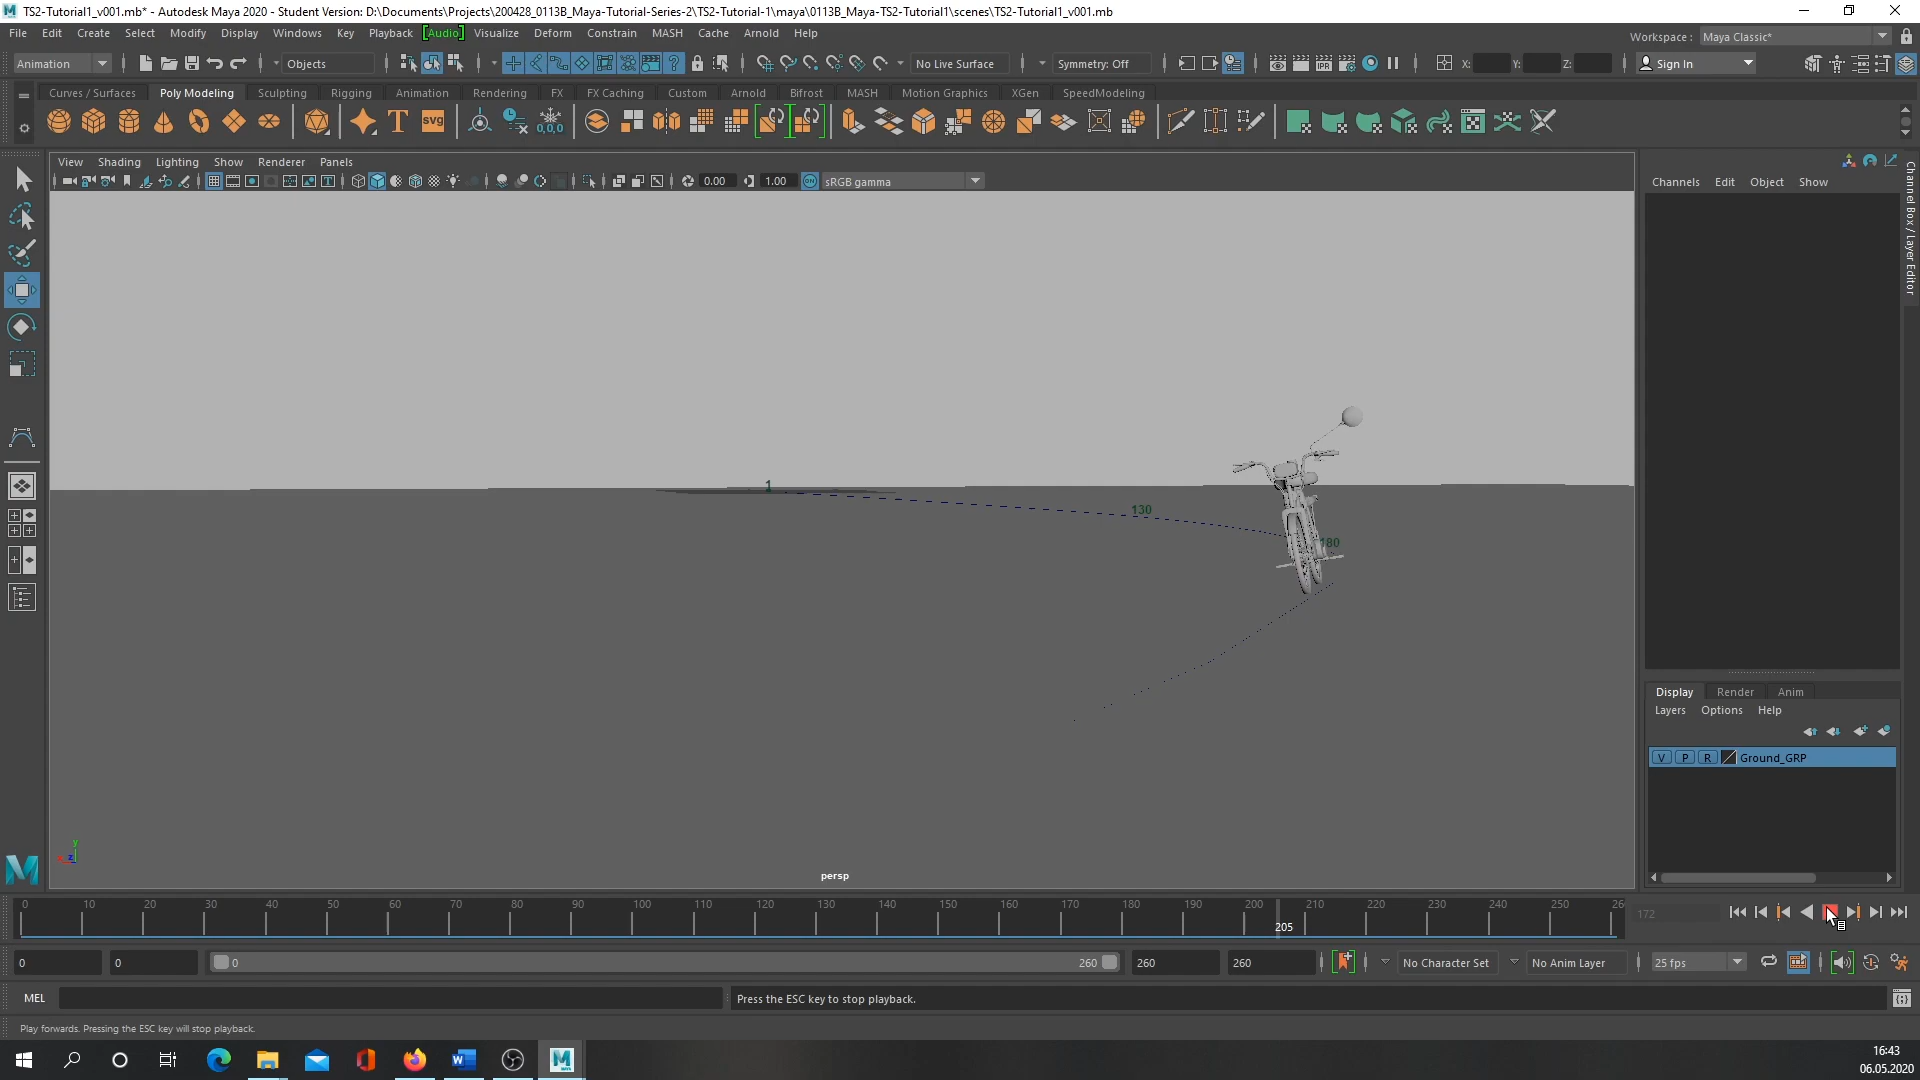 TS2-Tutorial1_v001.mb* - Autodesk Maya 2020 - Student Version: D:\Documents\Projects\200428_0113B_Maya-Tutorial-Series-2\TS2-Tutorial-1\maya\0113B_Maya-TS2-Tutorial1\scenes\TS2-Tutorial1_v001.mb
File Edit Create Select Modify Display Windows Key Playback [Audio] Visualize Deform Constrain MASH Cache Arnold Help
Workspace : Maya Classic*
Animation Objects No Live Surface Symmetry: Off X: Y: Z: Sign In
Curves / Surfaces Poly Modeling Sculpting Rigging Animation Rendering FX FX Caching Custom Arnold Bifrost MASH Motion Graphics XGen SpeedModeling
T svg 0,0,0
View Shading Lighting Show Renderer Panels
0.00 1.00 ON sRGB gamma
Channels Edit Object Show
Channel Box / Layer Editor
1
130
180
persp
y
x z
Display Render Anim
Layers Options Help
V P R Ground_GRP
0 10 20 30 40 50 60 70 80 90 100 110 120 130 140 150 160 170 180 190 200 210 220 230 240 250 26
205
172
0 0 0 260 260 260 No Character Set No Anim Layer 25 fps
MEL Press the ESC key to stop playback.
Play forwards. Pressing the ESC key will stop playback.
16:43
06.05.2020